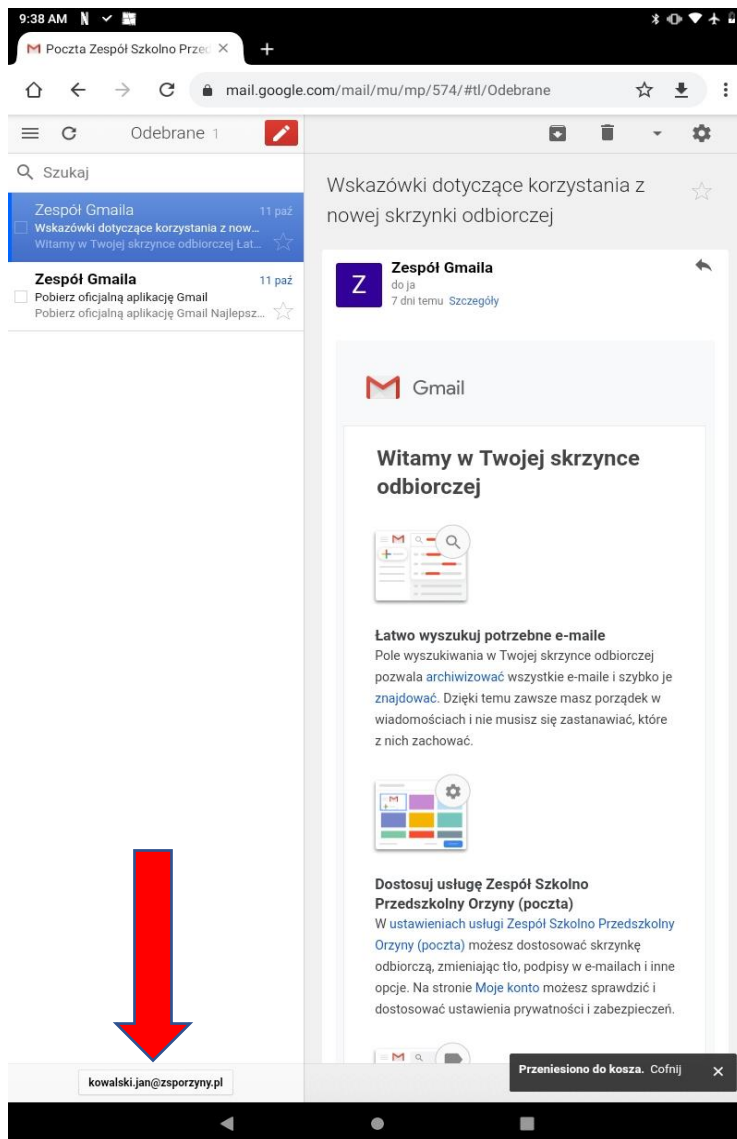 9:38 AM
Poczta Zespół Szkolno Przed
mail.google.com/mail/mu/mp/574/#tl/Odebrane
Odebrane 1
Szukaj
Zespół Gmaila 11 paź
Wskazówki dotyczące korzystania z now...
Witamy w Twojej skrzynce odbiorczej Łat...
Zespół Gmaila 11 paź
Pobierz oficjalną aplikację Gmail
Pobierz oficjalną aplikację Gmail Najlepsz...
kowalski.jan@zsporzyny.pl
Wskazówki dotyczące korzystania z
nowej skrzynki odbiorczej
Z
Zespół Gmaila
do ja
7 dni temu Szczegóły
Gmail
Witamy w Twojej skrzynce
odbiorczej
Łatwo wyszukuj potrzebne e-maile
Pole wyszukiwania w Twojej skrzynce odbiorczej
pozwala archiwizować wszystkie e-maile i szybko je
znajdować. Dzięki temu zawsze masz porządek w
wiadomościach i nie musisz się zastanawiać, które
z nich zachować.
Dostosuj usługę Zespół Szkolno
Przedszkolny Orzyny (poczta)
W ustawieniach usługi Zespół Szkolno Przedszkolny
Orzyny (poczta) możesz dostosować skrzynkę
odbiorczą, zmieniając tło, podpisy w e-mailach i inne
opcje. Na stronie Moje konto możesz sprawdzić i
dostosować ustawienia prywatności i zabezpieczeń.
Przeniesiono do kosza. Cofnij